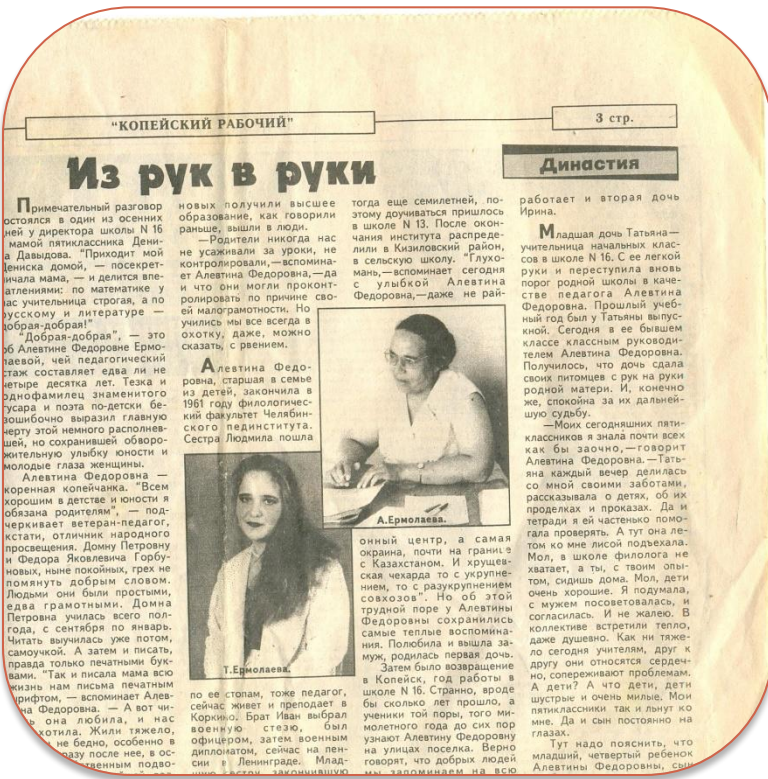 "КОПЕЙСКИЙ РАБОЧИЙ"
3 стр.
Из рук в руки
Династия
Примечательный разговор
остоялся в один из осенних
ней у директора школы N 16
мамой пятиклассника Дени-
а Давыдова. "Приходит мой
Дениска домой, — посекрет-
ничала мама, — и делится впе-
атлениями: по математике у
ас учительница строгая, а по
русскому и литературе —
добрая-добрая!"
"Добрая-добрая", — это
об Алевтине Федоровне Ермо-
лаевой, чей педагогический
стаж составляет едва ли не
четыре десятка лет. Тезка и
однофамилец знаменитого
гусара и поэта по-детски бе-
зошибочно выразил главную
черту этой немного располнев-
шей, но сохранившей обворо-
жительную улыбку юности и
молодые глаза женщины.
Алевтина Федоровна —
коренная копейчанка. "Всем
хорошим в детстве и юности я
обязана родителям", — под-
черкивает ветеран-педагог,
кстати, отличник народного
просвещения. Домну Петровну
и Федора Яковлевича Горбу-
новых, ныне покойных, грех не
помянуть добрым словом.
Людьми они были простыми,
едва грамотными. Домна
Петровна училась всего пол-
года, с сентября по январь.
Читать выучилась уже потом,
самоучкой. А затем и писать,
правда только печатными бук-
вами. "Так и писала мама всю
жизнь нам письма печатным
шрифтом, — вспоминает Алев-
на Федоровна. — А вот чи-
ь она любила, и нас
хотила. Жили тяжело,
не бедно, особенно в
разу после нее, в ос-
твенным подво-
новых получили высшее
образование, как говорили
раньше, вышли в люди.
—Родители никогда нас
не усаживали за уроки, не
контролировали,—вспомина-
ет Алевтина Федоровна,—да
и что они могли проконт-
ролировать по причине сво-
ей малограмотности. Но
учились мы все всегда в
охотку, даже, можно
сказать, с рвением.
Алевтина Федо-
ровна, старшая в семье
из детей, закончила в
1961 году филологичес-
кий факультет Челябин-
ского пединститута.
Сестра Людмила пошла
Т.Ермолаева.
по ее стопам, тоже педагог,
сейчас живет и преподает в
Коркино. Брат Иван выбрал
военную стезю, был
офицером, затем военным
дипломатом, сейчас на пен-
сии в Ленинграде. Млад-
шую сестру, закончившую
тогда еще семилетней, по-
этому доучиваться пришлось
в школе N 13. После окон-
чания института распреде-
лили в Кизиловский район,
в сельскую школу. "Глухо-
мань,—вспоминает сегодня
с улыбкой Алевтина
Федоровна,—даже не рай-
А.Ермолаева.
онный центр, а самая
окраина, почти на границе
с Казахстаном. И хрущев-
ская чехарда то с укрупне-
нием, то с разукрупнением
совхозов". Но об этой
трудной поре у Алевтины
Федоровны сохранились
самые теплые воспомина-
ния. Полюбила и вышла за-
муж, родилась первая дочь.
Затем было возвращение
в Копейск, год работы в
школе N 16. Странно, вроде
бы сколько лет прошло, а
ученики той поры, того ми-
молетного года до сих пор
узнают Алевтину Федоровну
на улицах поселка. Верно
говорят, что добрых людей
мы запоминаем на всю
работает и вторая дочь
Ирина.
Младшая дочь Татьяна—
учительница начальных клас-
сов в школе N 16. С ее легкой
руки и переступила вновь
порог родной школы в каче-
стве педагога Алевтина
Федоровна. Прошлый учеб-
ный год был у Татьяны выпус-
кной. Сегодня в ее бывшем
классе классным руководи-
телем Алевтина Федоровна.
Получилось, что дочь сдала
своих питомцев с рук на руки
родной матери. И, конечно
же, спокойна за их дальней-
шую судьбу.
—Моих сегодняшних пяти-
классников я знала почти всех
как бы заочно,—говорит
Алевтина Федоровна.—Тать-
яна каждый вечер делилась
со мной своими заботами,
рассказывала о детях, об их
проделках и проказах. Да и
тетради я ей частенько помо-
гала проверять. А тут она ле-
том ко мне лисой подъехала.
Мол, в школе филолога не
хватает, а ты, с твоим опы-
том, сидишь дома. Мол, дети
очень хорошие. Я подумала,
с мужем посоветовалась, и
согласилась. И не жалею. В
коллективе встретили тепло,
даже душевно. Как ни тяже-
ло сегодня учителям, друг к
другу они относятся сердеч-
но, сопереживают проблемам.
А дети? А что дети, дети
шустрые и очень милые. Мои
пятиклассники так и льнут ко
мне. Да и сын постоянно на
глазах.
Тут надо пояснить, что
младший, четвертый ребенок
Алевтины Федоровны, сын